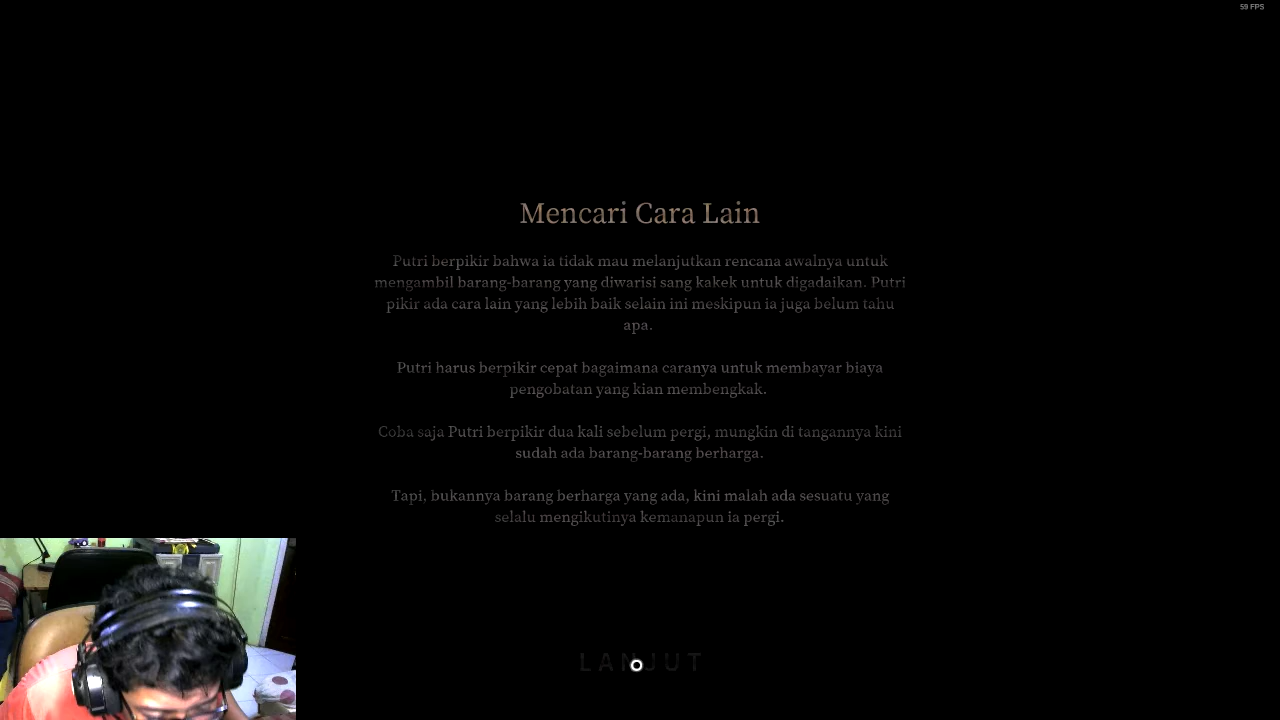 59 FPS
Mencari Cara Lain
Putri berpikir bahwa ia tidak mau melanjutkan rencana awalnya untuk
mengambil barang-barang yang diwarisi sang kakek untuk digadaikan. Putri
pikir ada cara lain yang lebih baik selain ini meskipun ia juga belum tahu
apa.
Putri harus berpikir cepat bagaimana caranya untuk membayar biaya
pengobatan yang kian membengkak.
Coba saja Putri berpikir dua kali sebelum pergi, mungkin di tangannya kini
sudah ada barang-barang berharga.
Tapi, bukannya barang berharga yang ada, kini malah ada sesuatu yang
selalu mengikutinya kemanapun ia pergi.
LANJUT